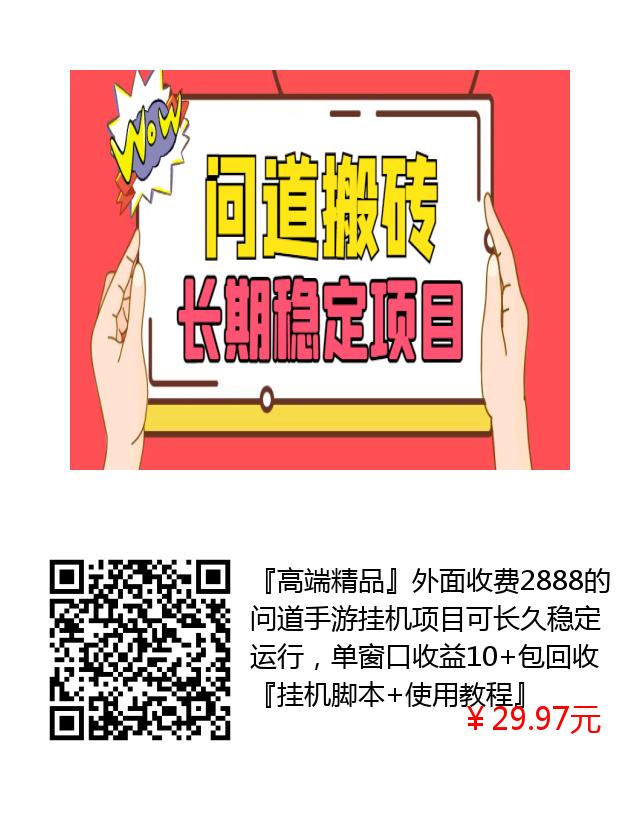 WOW
问道搬砖
长期稳定项目
『高端精品』外面收费2888的
问道手游挂机项目可长久稳定
运行，单窗口收益10+包回收
『挂机脚本+使用教程』
￥29.97元